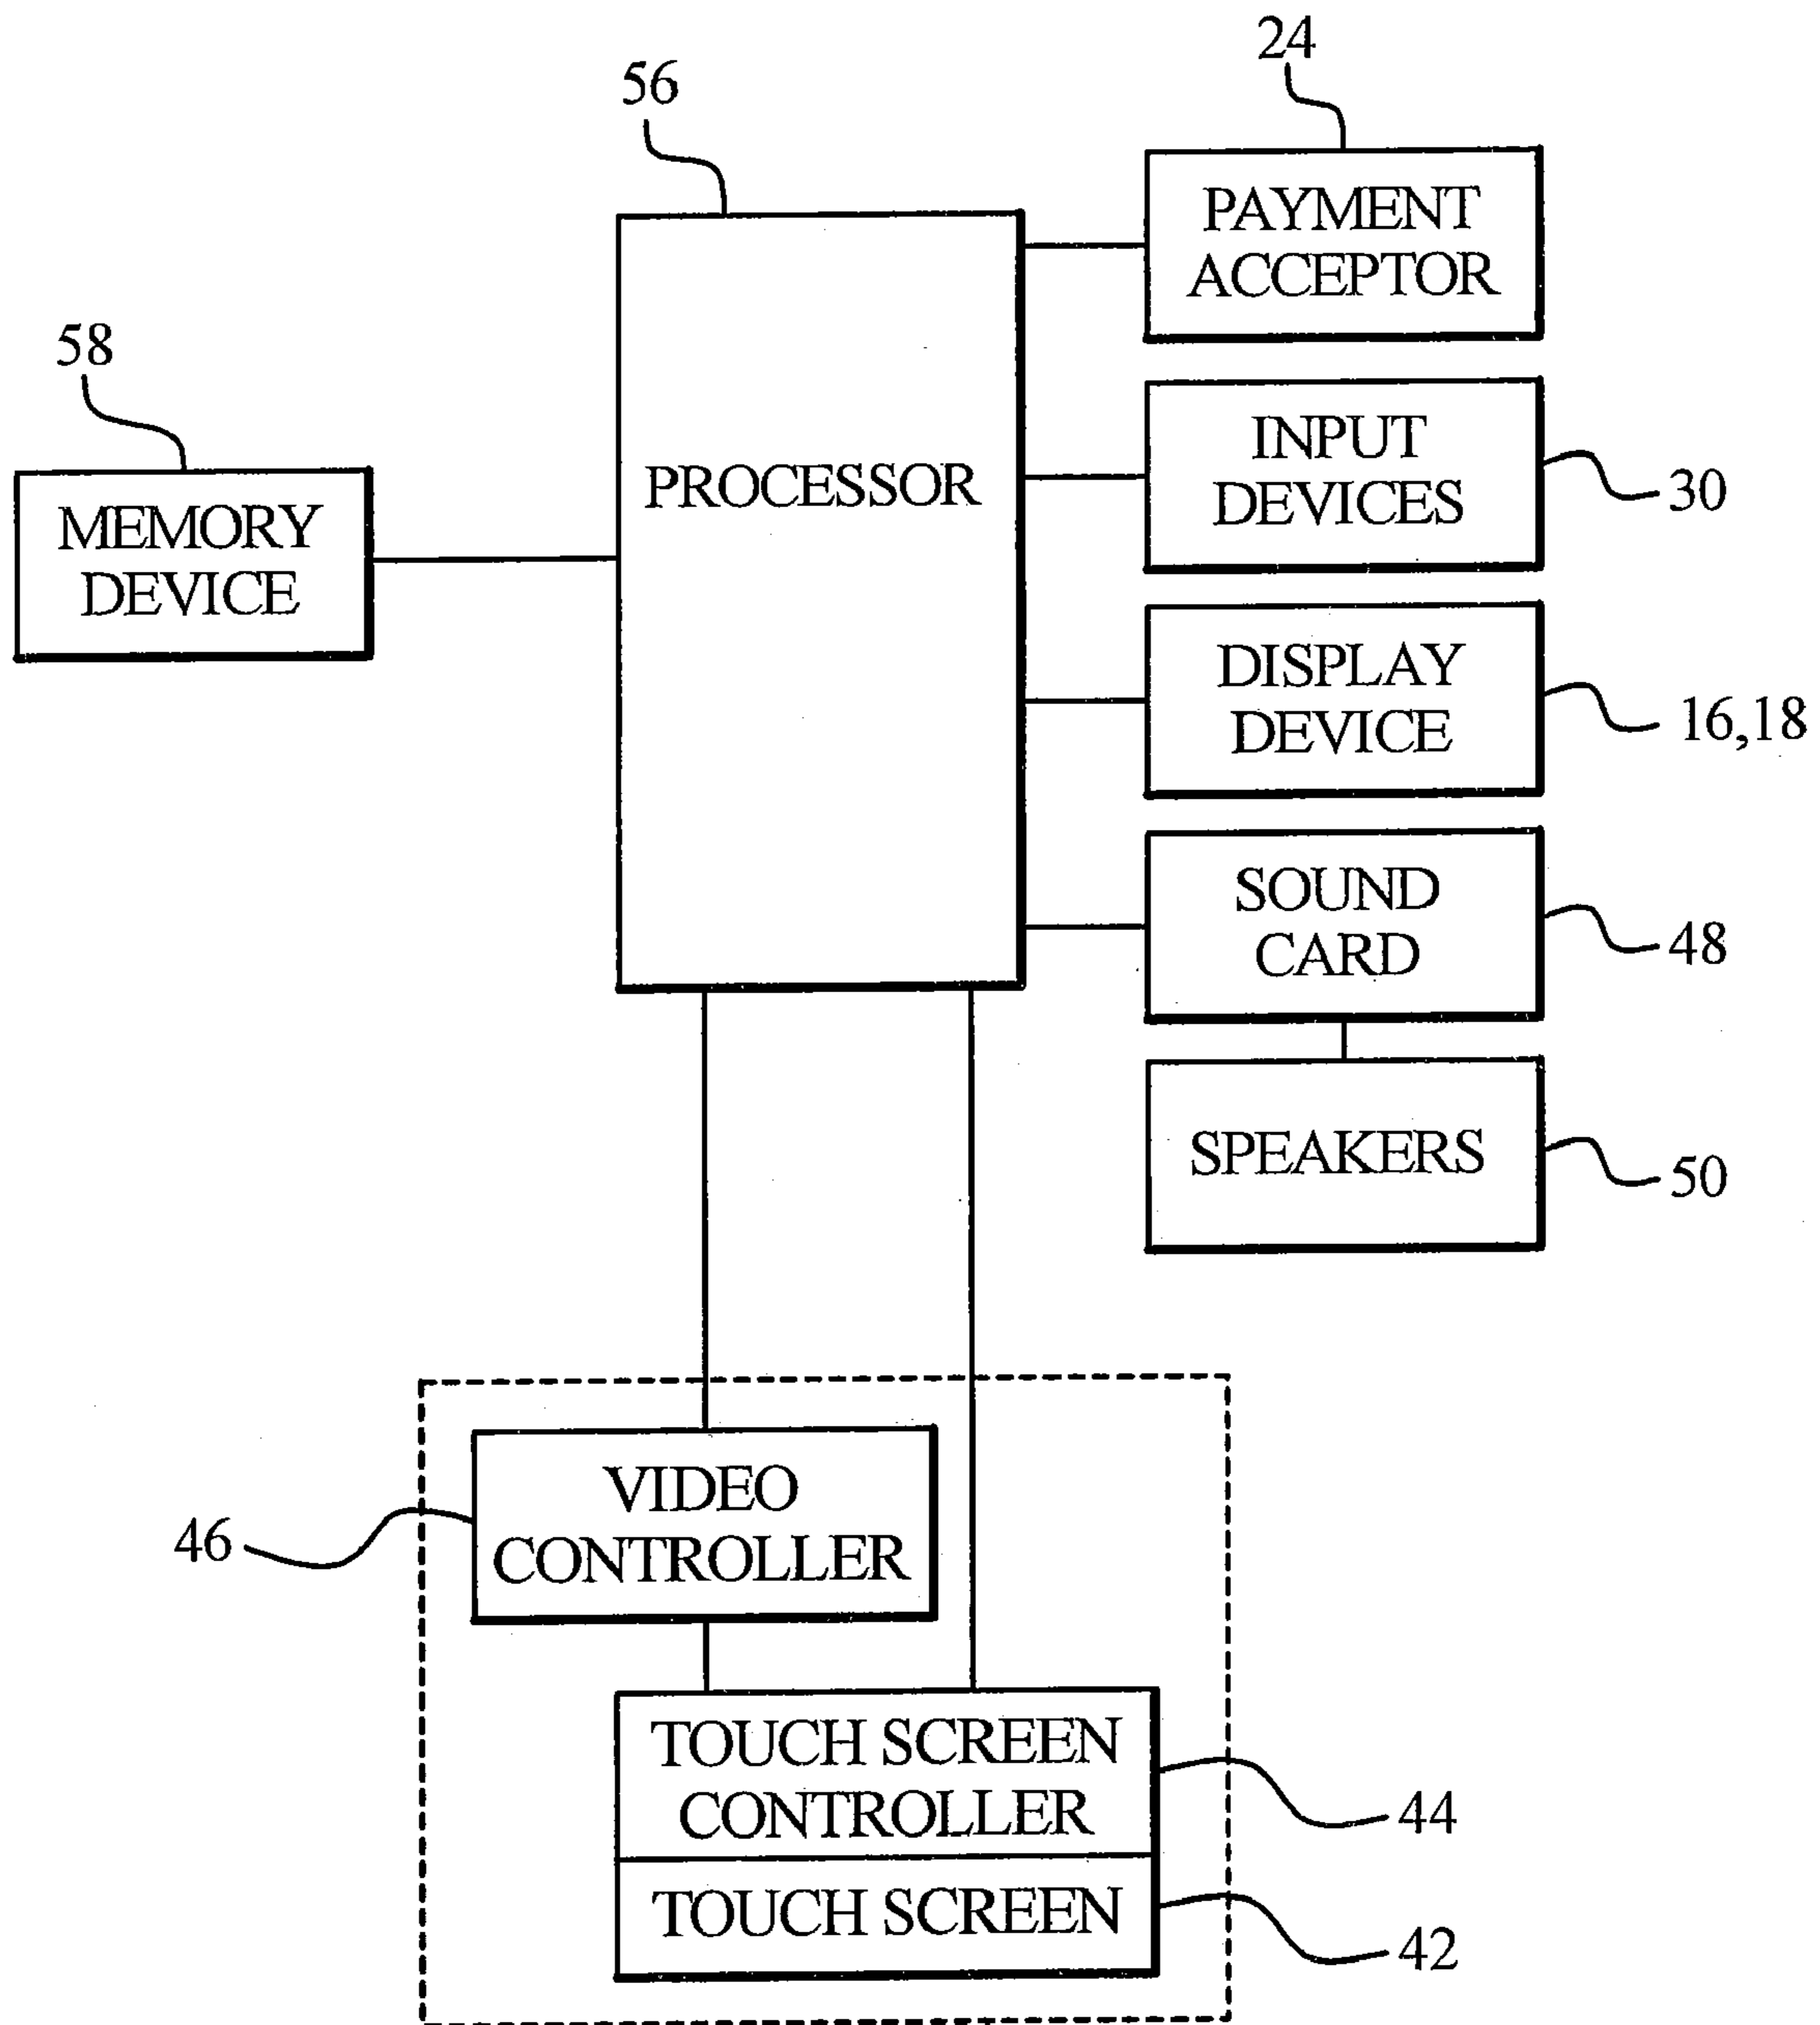 24
56
PAYMENT
ACCEPTOR
58
INPUT
DEVICES
30
PROCESSOR
MEMORY
DEVICE
DISPLAY
DEVICE
16,18
SOUND
CARD
48
SPEAKERS
50
VIDEO
CONTROLLER
46
TOUCH SCREEN
CONTROLLER
44
TOUCH SCREEN
42